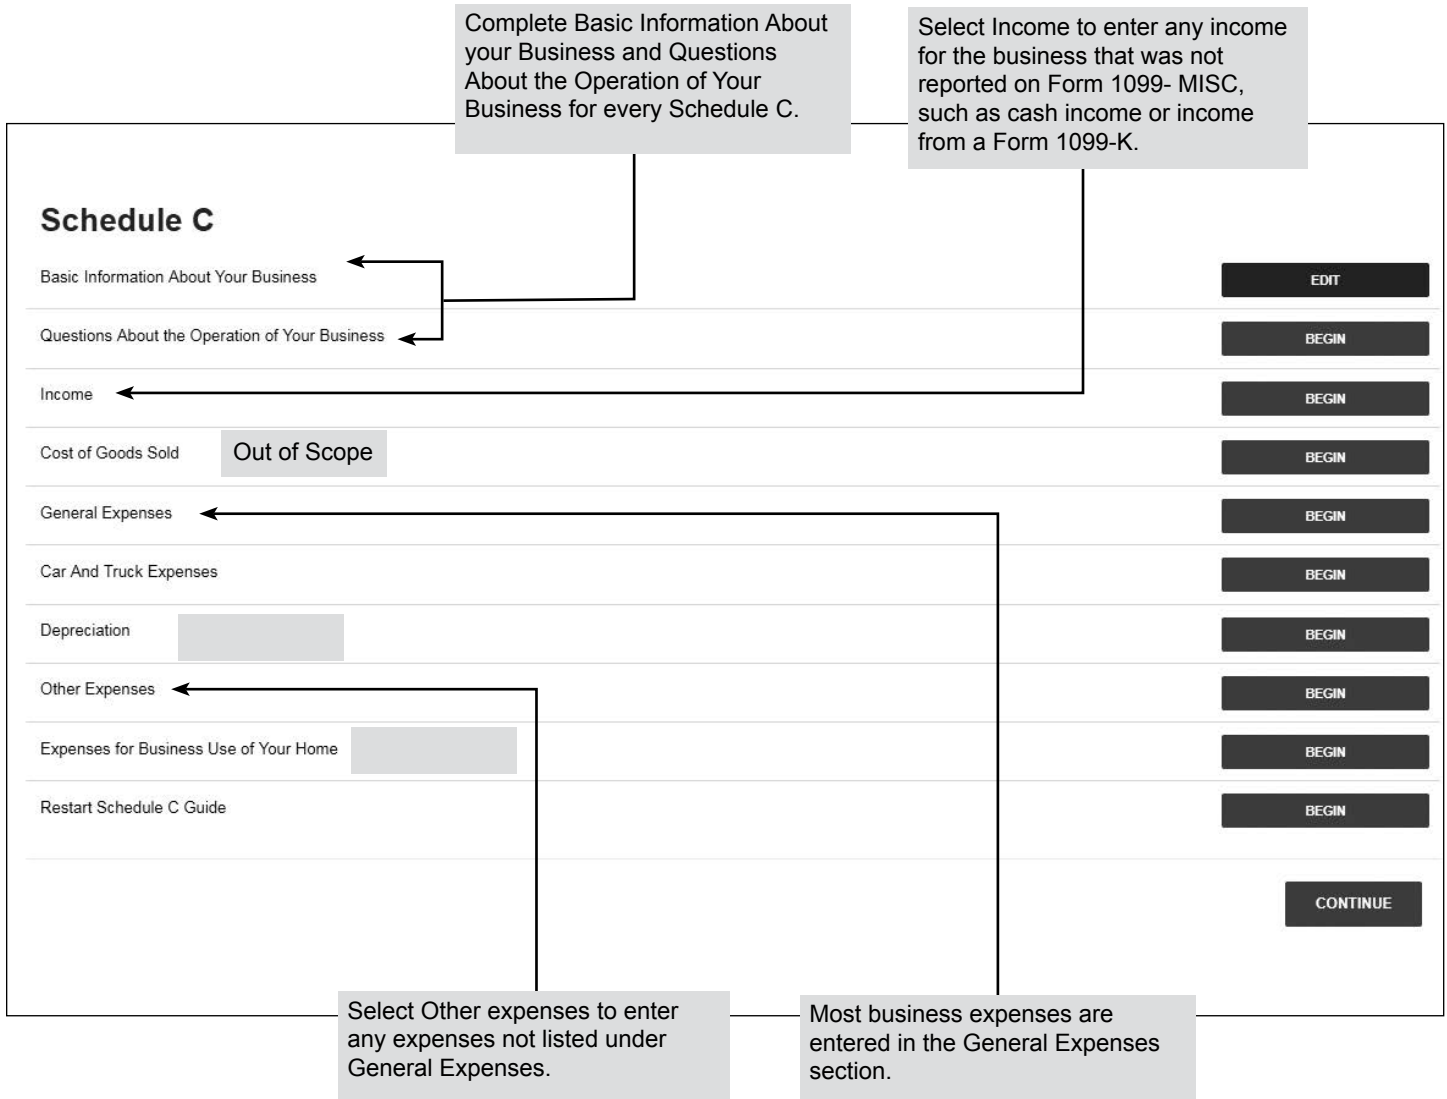 Complete Basic Information About
your Business and Questions
About the Operation of Your
Business for every Schedule C.
Select Income to enter any income
for the business that was not
reported on Form 1099- MISC,
such as cash income or income
from a Form 1099-K.
Schedule C
Basic Information About Your Business
EDIT
Questions About the Operation of Your Business
BEGIN
Income
BEGIN
Cost of Goods Sold
Out of Scope
BEGIN
General Expenses
BEGIN
Car And Truck Expenses
BEGIN
Depreciation
BEGIN
Other Expenses
BEGIN
Expenses for Business Use of Your Home
BEGIN
Restart Schedule C Guide
BEGIN
CONTINUE
Select Other expenses to enter
any expenses not listed under
General Expenses.
Most business expenses are
entered in the General Expenses
section.